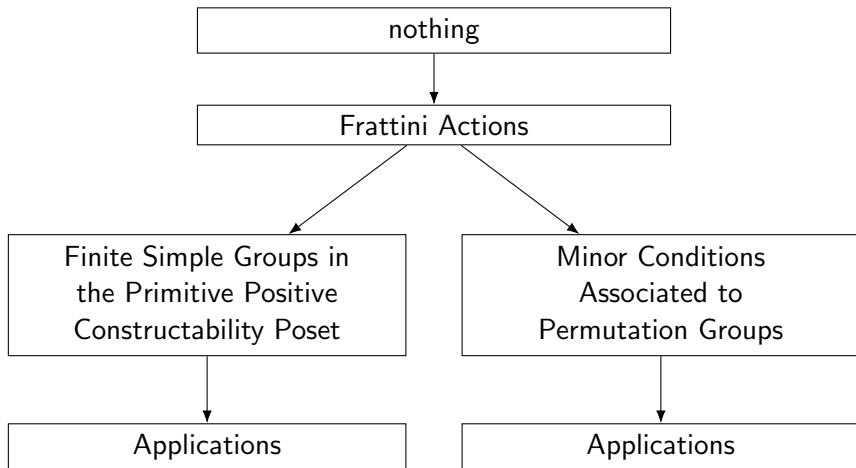 nothing
Frattini Actions
Finite Simple Groups in
the Primitive Positive
Constructability Poset
Minor Conditions
Associated to
Permutation Groups
Applications
Applications